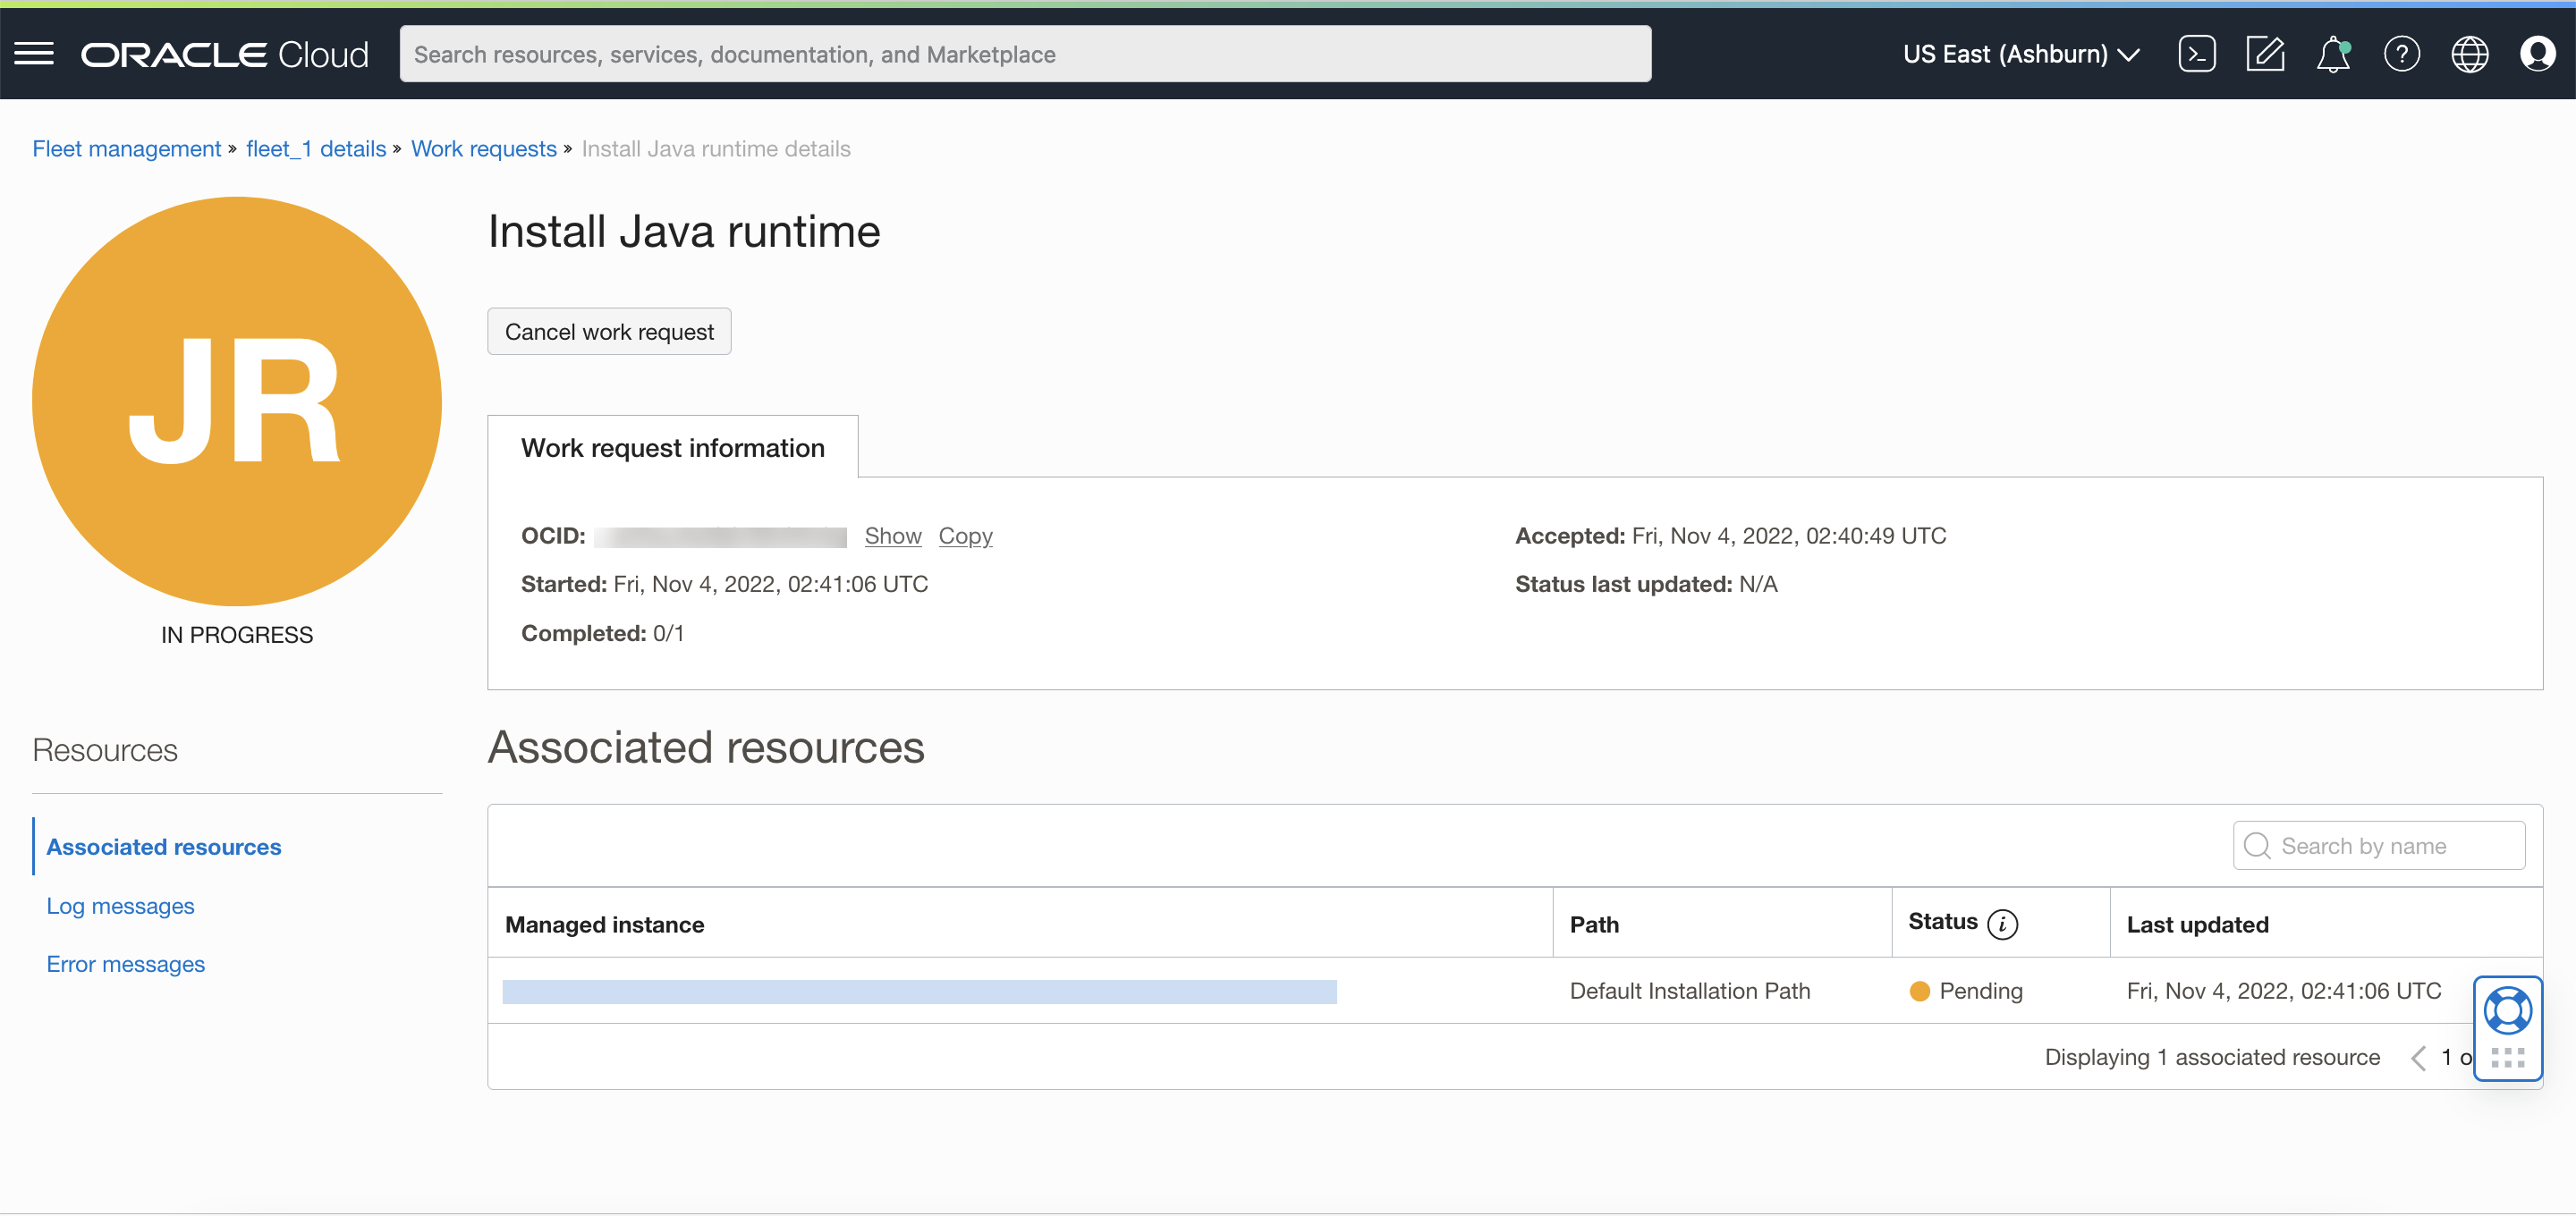 ORACLE Cloud
Search resources, services, documentation, and Marketplace
US East (Ashburn)
Fleet management » fleet_1 details » Work requests » Install Java runtime details
JR
IN PROGRESS
Install Java runtime
Cancel work request
Work request information
OCID: Show Copy
Started: Fri, Nov 4, 2022, 02:41:06 UTC
Completed: 0/1
Accepted: Fri, Nov 4, 2022, 02:40:49 UTC
Status last updated: N/A
Resources
Associated resources
Log messages
Error messages
Associated resources
Search by name
Managed instance Path Status i Last updated
Default Installation Path Pending Fri, Nov 4, 2022, 02:41:06 UTC
Displaying 1 associated resource 1